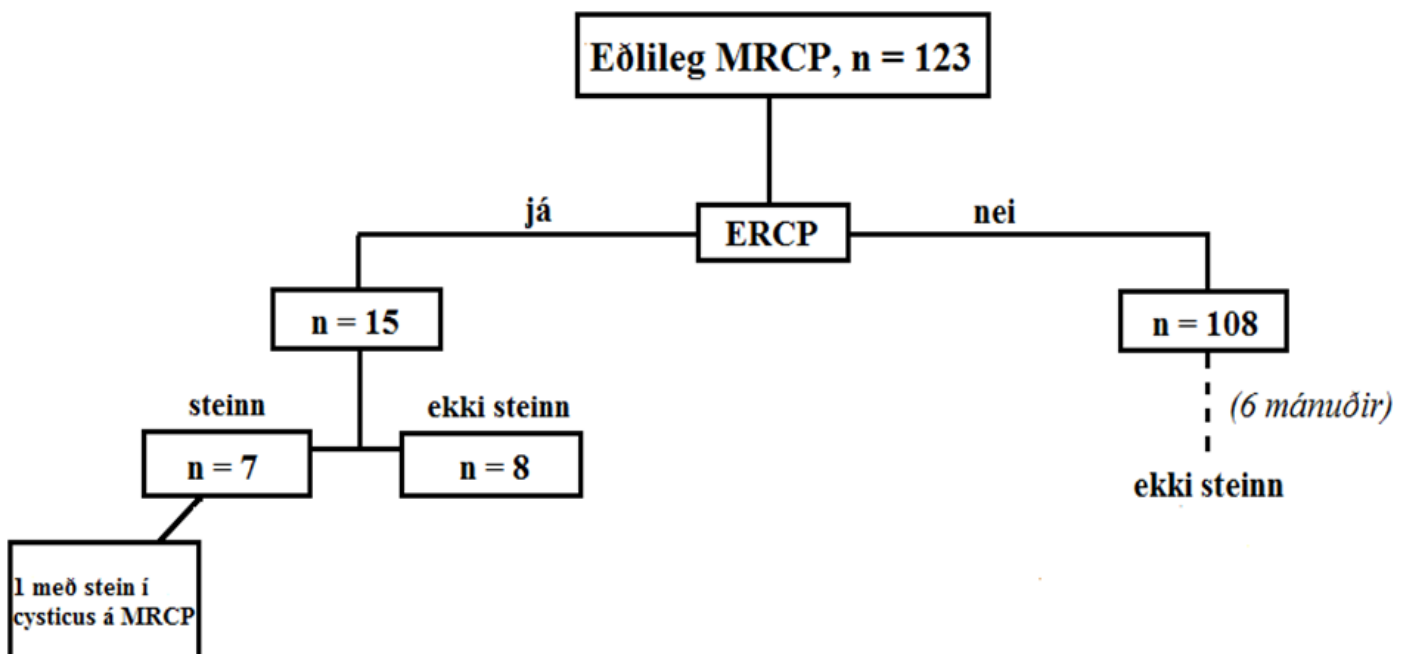 Eðlileg MRCP, n = 123
já
nei
ERCP
n = 15
n = 108
(6 mánuðir)
steinn
ekki steinn
n = 7
n = 8
ekki steinn
1 með stein í
cysticus á MRCP